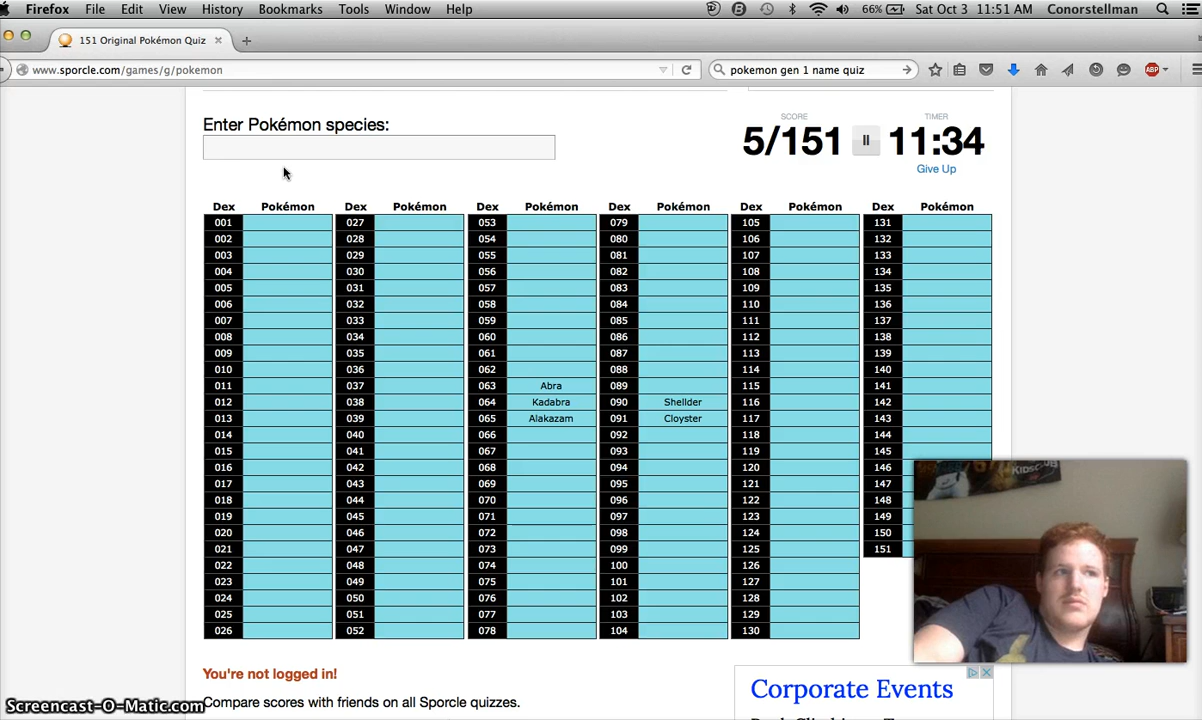 Firefox File Edit View History Bookmarks Tools Window Help 66% Sat Oct 3 11:51 AM Conorstellman
151 Original Pokémon Quiz
www.sporcle.com/games/g/pokemon pokemon gen 1 name quiz ABP
Enter Pokémon species:
SCORE TIMER
5/151 11:34
Give Up
Dex Pokémon Dex Pokémon Dex Pokémon Dex Pokémon Dex Pokémon Dex Pokémon
001 027 053 079 105 131
002 028 054 080 106 132
003 029 055 081 107 133
004 030 056 082 108 134
005 031 057 083 109 135
006 032 058 084 110 136
007 033 059 085 111 137
008 034 060 086 112 138
009 035 061 087 113 139
010 036 062 088 114 140
011 037 063 Abra 089 115 141
012 038 064 Kadabra 090 Shellder 116 142
013 039 065 Alakazam 091 Cloyster 117 143
014 040 066 092 118 144
015 041 067 093 119 145
016 042 068 094 120 146
017 043 069 095 121 147
018 044 070 096 122 148
019 045 071 097 123 149
020 046 072 098 124 150
021 047 073 099 125 151
022 048 074 100 126
023 049 075 101 127
024 050 076 102 128
025 051 077 103 129
026 052 078 104 130
KIDSCLUB
You're not logged in!
Compare scores with friends on all Sporcle quizzes.
Corporate Events
Screencast-O-Matic.com